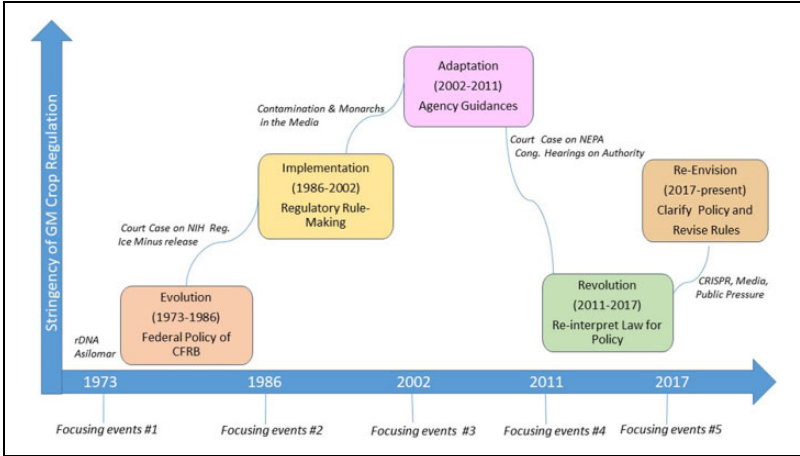 Stringency of GM Crop Regulation
rDNA
Asilomar
Evolution
(1973-1986)
Federal Policy of
CFRB
Court Case on NIH Reg.
Ice Minus release
Implementation
(1986-2002)
Regulatory Rule-
Making
Contamination & Monarchs
in the Media
Adaptation
(2002-2011)
Agency Guidances
Court Case on NEPA
Cong. Hearings on Authority
Revolution
(2011-2017)
Re-interpret Law for
Policy
CRISPR, Media,
Public Pressure
Re-Envision
(2017-present)
Clarify Policy and
Revise Rules
1973 1986 2002 2011 2017
Focusing events #1 Focusing events #2 Focusing events #3 Focusing events #4 Focusing events #5